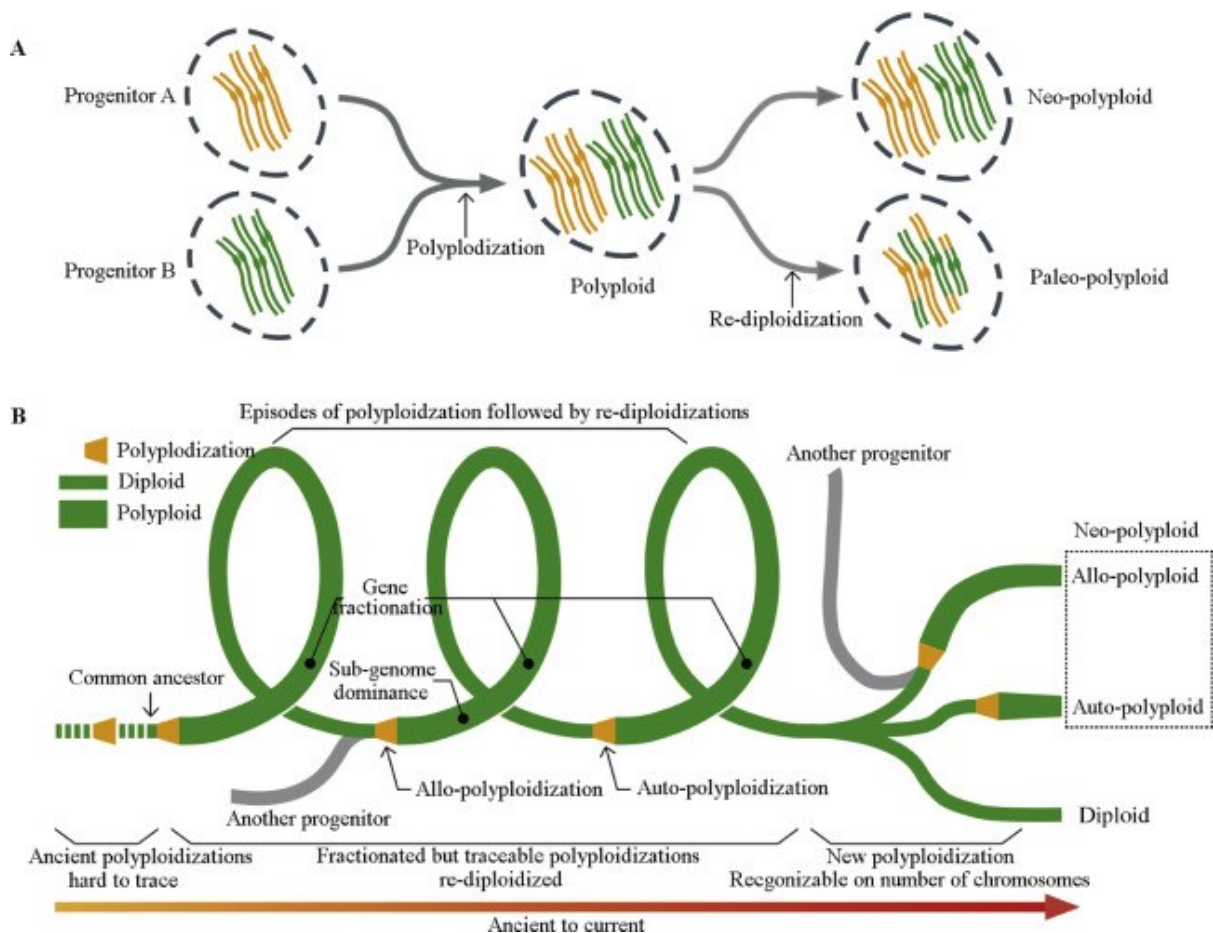 A
Progenitor A
Progenitor B
Polyplodization
Polyploid
Re-diploidization
Neo-polyploid
Paleo-polyploid
B
Episodes of polyploidzation followed by re-diploidizations
Polyplodization
Diploid
Polyploid
Another progenitor
Neo-polyploid
Allo-polyploid
Gene
fractionation
Sub-genome
dominance
Common ancestor
Auto-polyploid
Allo-polyploidization
Auto-polyploidization
Another progenitor
Diploid
Ancient polyploidizations
hard to trace
Fractionated but traceable polyploidizations
re-diploidized
New polyploidization
Recgonizable on number of chromosomes
Ancient to current